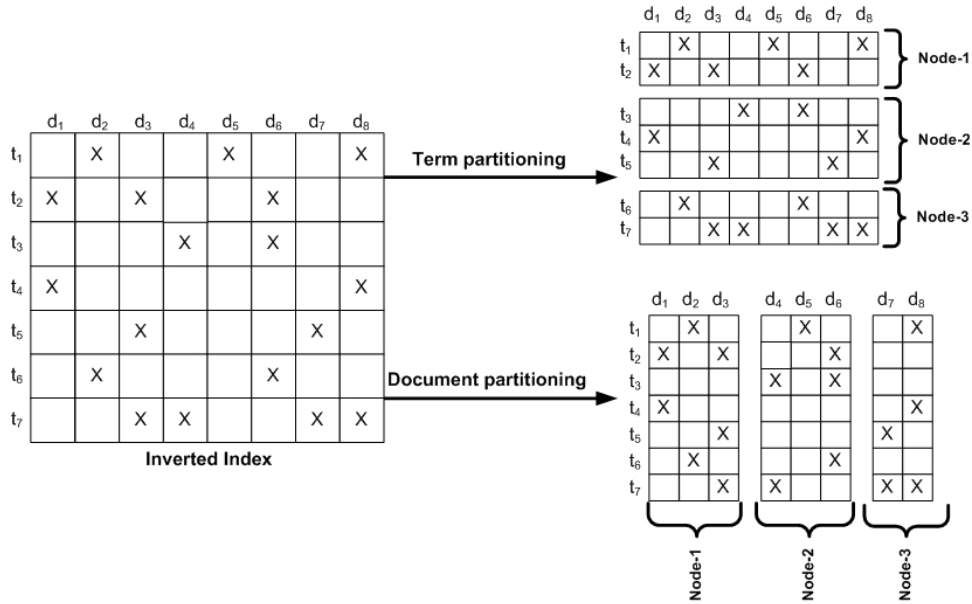 d1 d2 d3 d4 d5 d6 d7 d8
t1 X X X
t2 X X X
t3 X X
t4 X X
t5 X X
t6 X X
t7 X X X X
Inverted Index
Term partitioning
d1 d2 d3 d4 d5 d6 d7 d8
t1 X X X
t2 X X X
Node-1
t3 X X
t4 X X
t5 X X
Node-2
t6 X X
t7 X X X X
Node-3
Document partitioning
d1 d2 d3 d4 d5 d6 d7 d8
t1 X X X
t2 X X X
t3 X X
t4 X X
t5 X X
t6 X X
t7 X X X X
Node-1
Node-2
Node-3